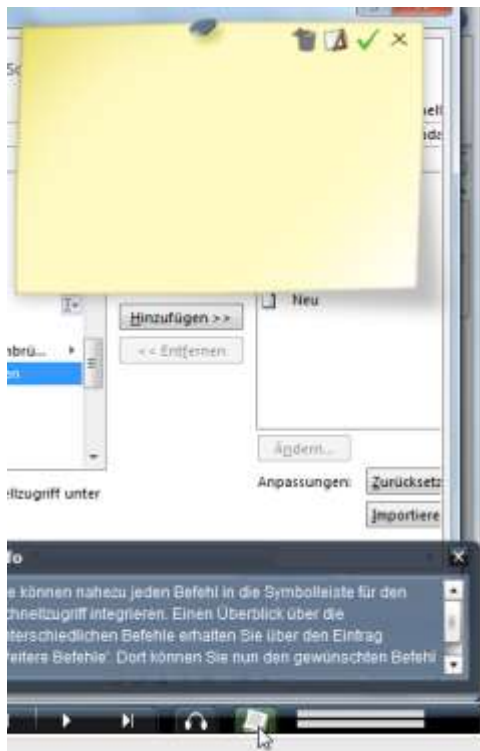 Neu
Hinzufügen >>
<< Entfernen
Ändern...
Anpassungen:
Zurücksetz
Importiere
llzugriff unter
fo
e können nahezu jeden Befehl in die Symbolleiste für den
chnellzugriff integrieren. Einen Überblick über die
nterschiedlichen Befehle erhalten Sie über den Eintrag
eitere Befehle'. Dort können Sie nun den gewünschten Befehl